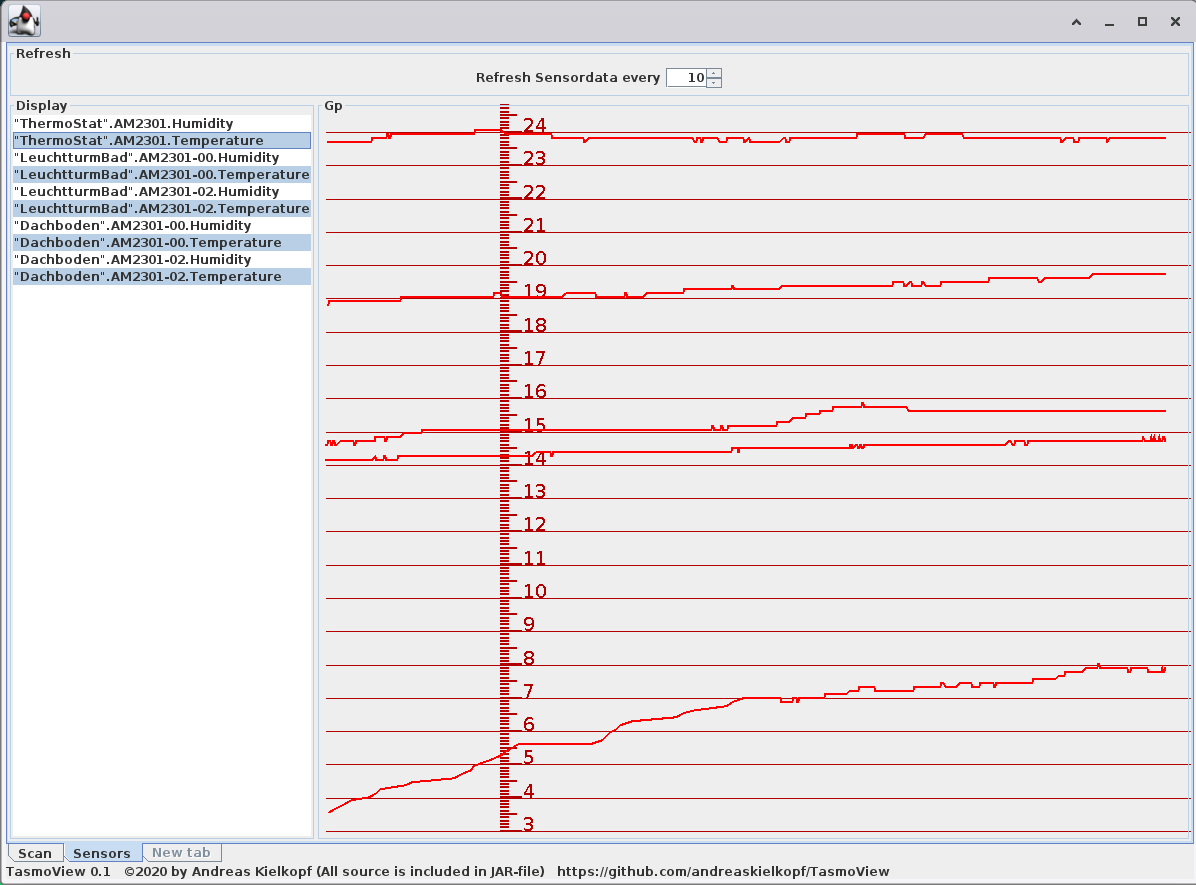 Refresh
Refresh Sensordata every 10
Display
"ThermoStat".AM2301.Humidity
"ThermoStat".AM2301.Temperature
"LeuchtturmBad".AM2301-00.Humidity
"LeuchtturmBad".AM2301-00.Temperature
"LeuchtturmBad".AM2301-02.Humidity
"LeuchtturmBad".AM2301-02.Temperature
"Dachboden".AM2301-00.Humidity
"Dachboden".AM2301-00.Temperature
"Dachboden".AM2301-02.Humidity
"Dachboden".AM2301-02.Temperature
Gp
24
23
22
21
20
19
18
17
16
15
14
13
12
11
10
9
8
7
6
5
4
3
Scan Sensors New tab
TasmoView 0.1 ©2020 by Andreas Kielkopf (All source is included in JAR-file) https://github.com/andreaskielkopf/TasmoView